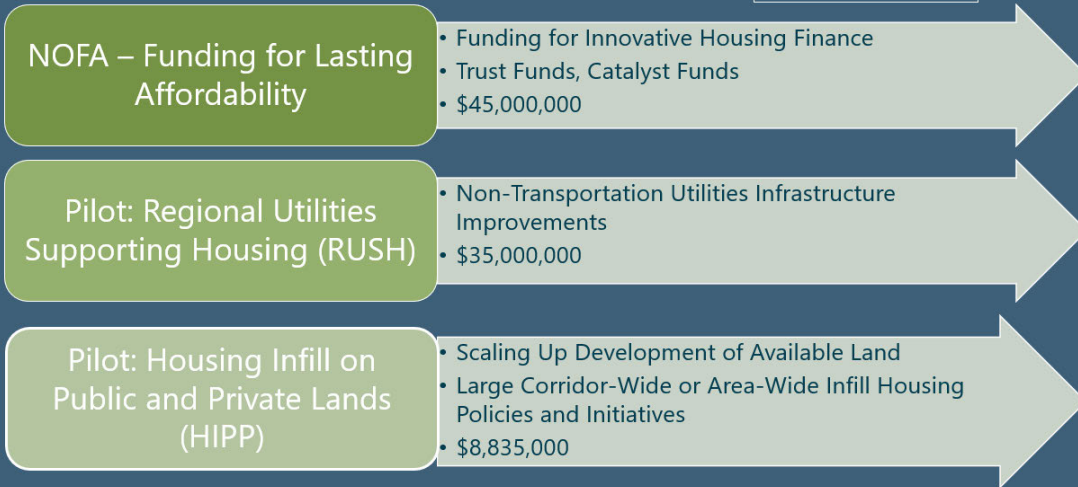 NOFA – Funding for Lasting
Affordability
• Funding for Innovative Housing Finance
• Trust Funds, Catalyst Funds
• $45,000,000
Pilot: Regional Utilities
Supporting Housing (RUSH)
• Non-Transportation Utilities Infrastructure
Improvements
• $35,000,000
Pilot: Housing Infill on
Public and Private Lands
(HIPP)
• Scaling Up Development of Available Land
• Large Corridor-Wide or Area-Wide Infill Housing
Policies and Initiatives
• $8,835,000